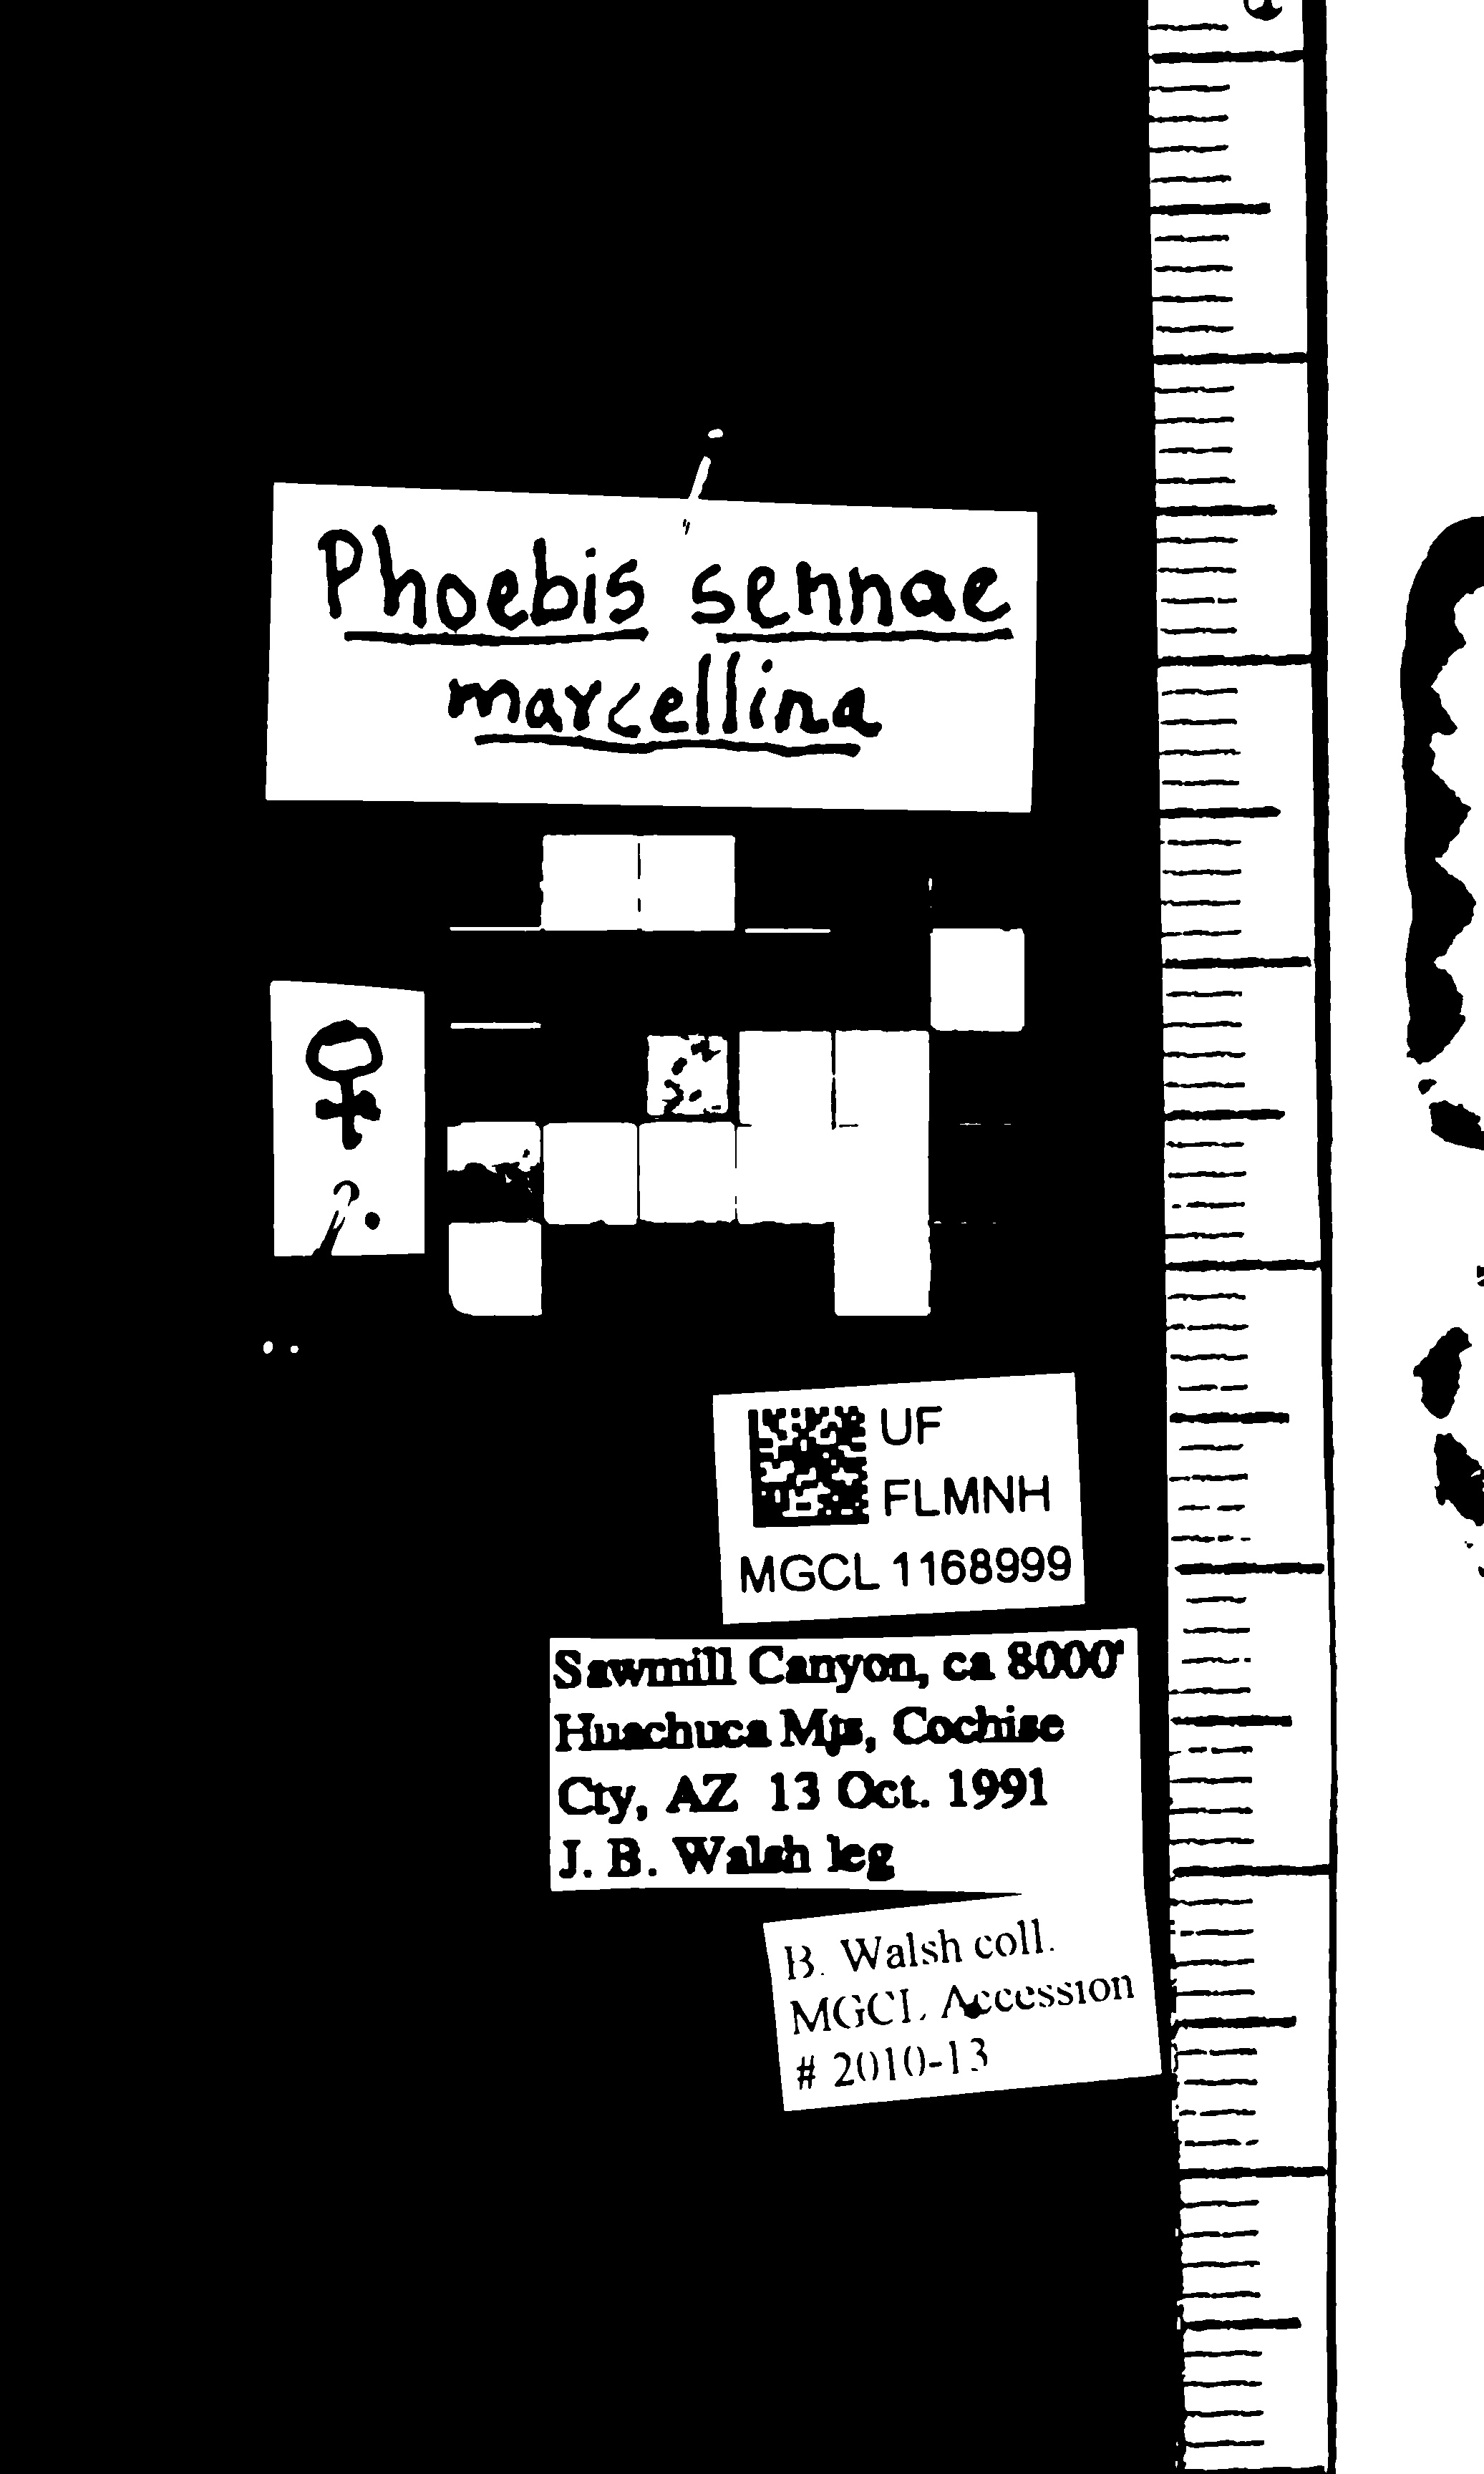 Phoebis sennae
marcellina
♀
?.
UF
FLMNH
MGCL 1168999
Sawmill Canyon, ca 8000'
Huachuca Mts, Cochise
Cty, AZ 13 Oct. 1991
J. B. Walsh leg
B. Walsh coll.
MGCL Accession
# 2010-13